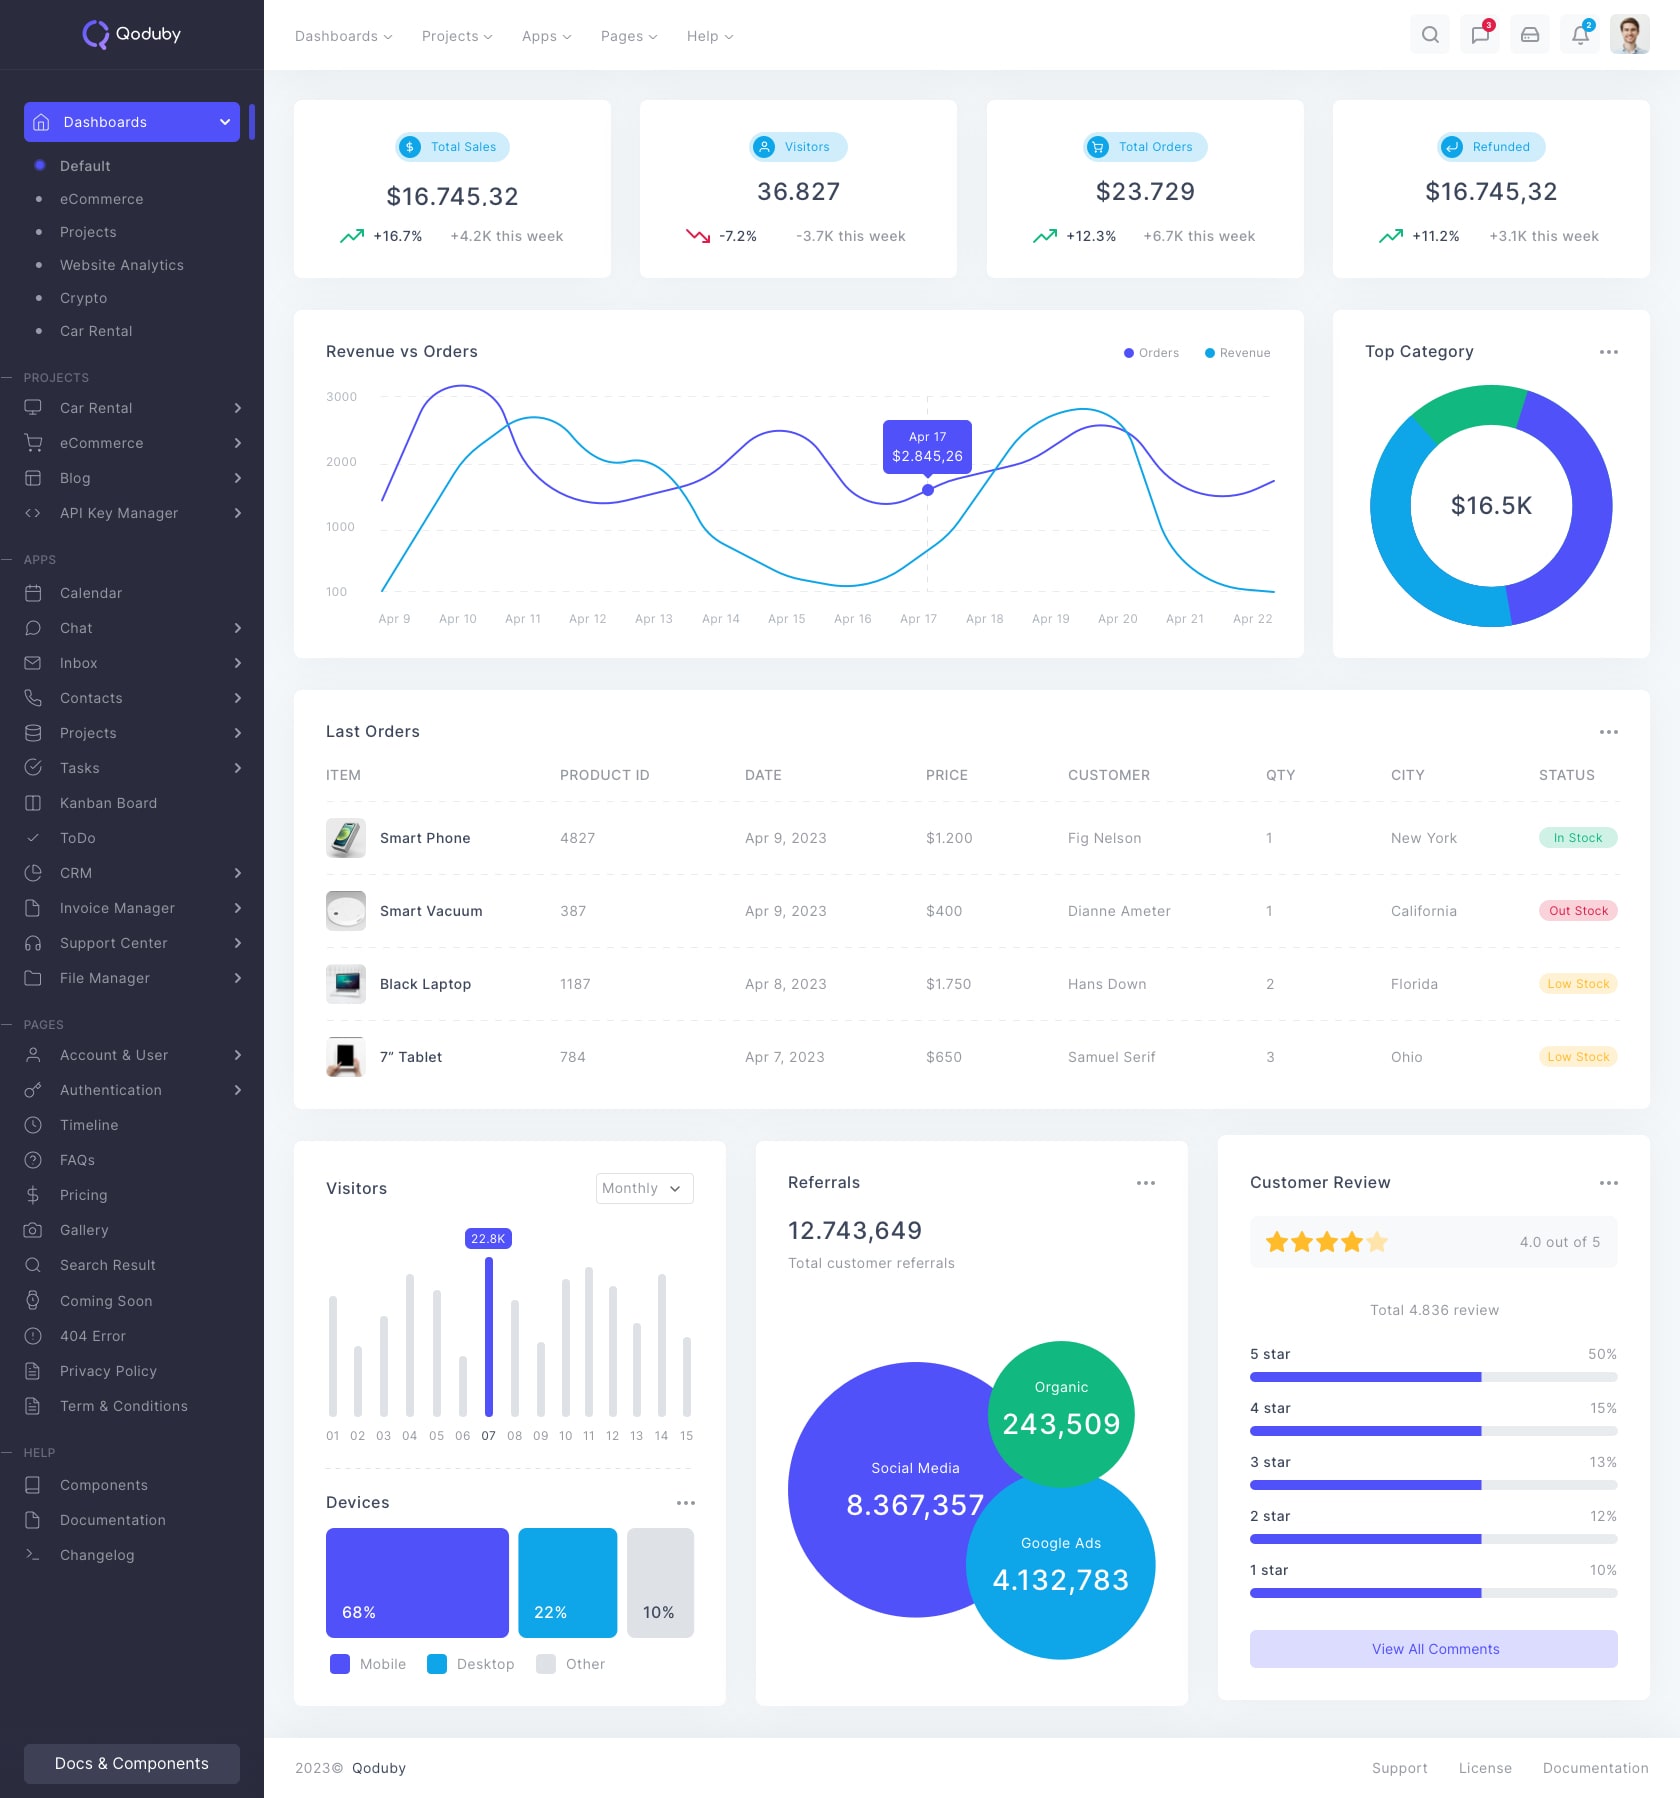 Qoduby
Dashboards
Default
eCommerce
Projects
Website Analytics
Crypto
Car Rental
PROJECTS
Car Rental
eCommerce
Blog
API Key Manager
APPS
Calendar
Chat
Inbox
Contacts
Projects
Tasks
Kanban Board
ToDo
CRM
Invoice Manager
Support Center
File Manager
PAGES
Account & User
Authentication
Timeline
FAQs
Pricing
Gallery
Search Result
Coming Soon
404 Error
Privacy Policy
Term & Conditions
HELP
Components
Documentation
Changelog
Docs & Components
Dashboards Projects Apps Pages Help 3 2
Total Sales
$16.745,32
+16.7% +4.2K this week
Visitors
36.827
-7.2% -3.7K this week
Total Orders
$23.729
+12.3% +6.7K this week
Refunded
$16.745,32
+11.2% +3.1K this week
Revenue vs Orders
Orders Revenue
3000
2000
1000
100
Apr 17
$2.845,26
Apr 9 Apr 10 Apr 11 Apr 12 Apr 13 Apr 14 Apr 15 Apr 16 Apr 17 Apr 18 Apr 19 Apr 20 Apr 21 Apr 22
Top Category
$16.5K
Last Orders
ITEM PRODUCT ID DATE PRICE CUSTOMER QTY CITY STATUS
Smart Phone 4827 Apr 9, 2023 $1.200 Fig Nelson 1 New York In Stock
Smart Vacuum 387 Apr 9, 2023 $400 Dianne Ameter 1 California Out Stock
Black Laptop 1187 Apr 8, 2023 $1.750 Hans Down 2 Florida Low Stock
7” Tablet 784 Apr 7, 2023 $650 Samuel Serif 3 Ohio Low Stock
Visitors
Monthly
22.8K
01 02 03 04 05 06 07 08 09 10 11 12 13 14 15
Devices
68% 22% 10%
Mobile Desktop Other
Referrals
12.743,649
Total customer referrals
Organic
243,509
Social Media
8.367,357
Google Ads
4.132,783
Customer Review
4.0 out of 5
Total 4.836 review
5 star 50%
4 star 15%
3 star 13%
2 star 12%
1 star 10%
View All Comments
2023© Qoduby
Support License Documentation